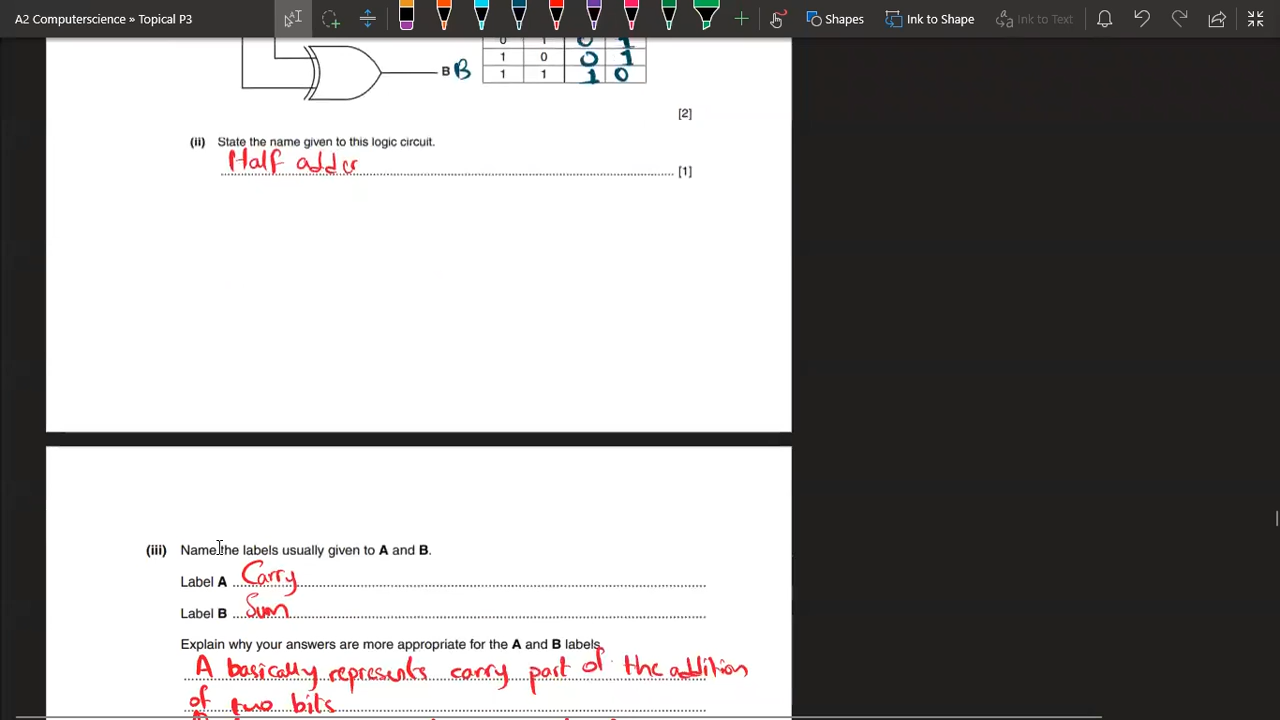 A2 Computerscience » Topical P3
Shapes
Ink to Shape
Ink to Text
0 1 0 1
1 0 0 1
B B
1 1 1 0
[2]
(ii) State the name given to this logic circuit.
Half adder
[1]
(iii) Name the labels usually given to A and B.
Label A Carry
Label B Sum
Explain why your answers are more appropriate for the A and B labels.
A basically represents carry part of the addition
of two bits